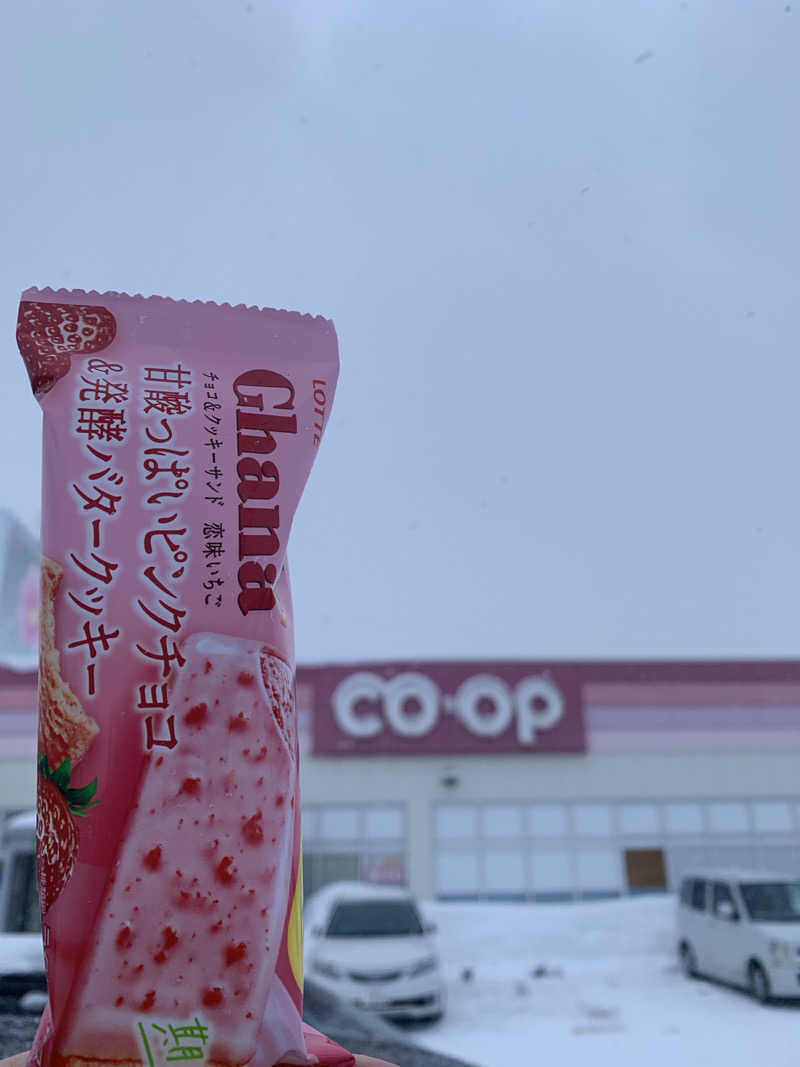 LOTTE
Ghana
チョコ&クッキーサンド 恋味いちご
甘酸っぱいピンクチョコ
&発酵バタークッキー
期
co-op